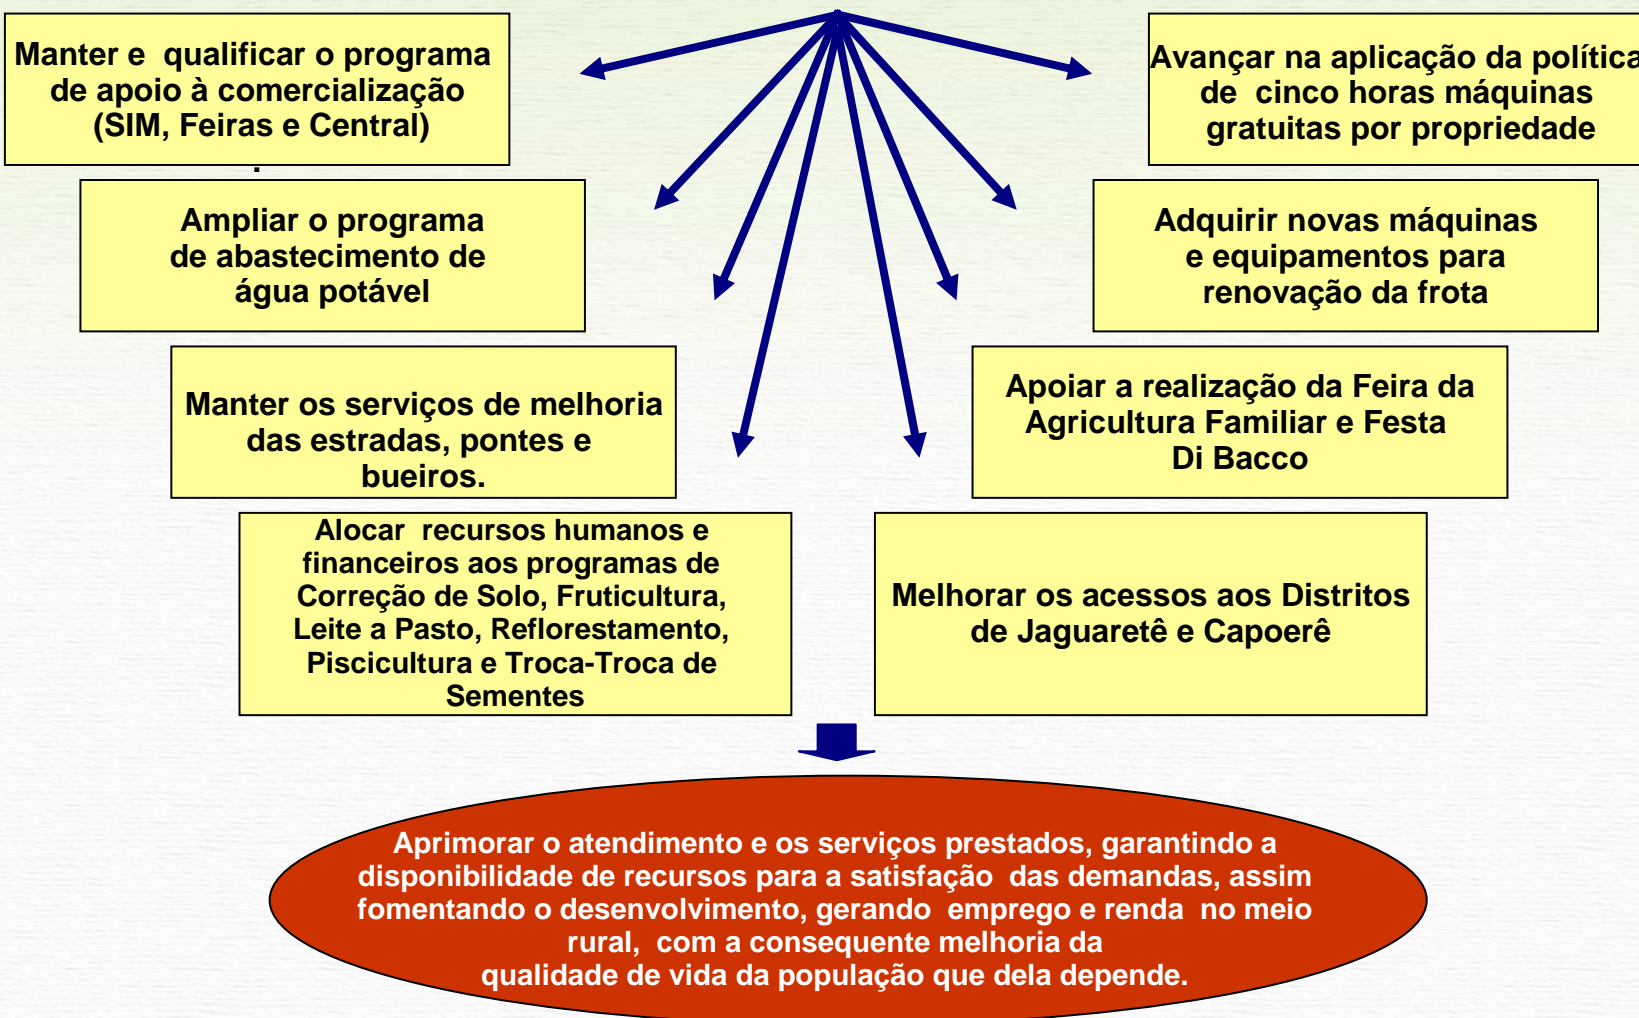 Manter e qualificar o programa
de apoio à comercialização
(SIM, Feiras e Central)
.
Avançar na aplicação da política
de cinco horas máquinas
gratuitas por propriedade
Ampliar o programa
de abastecimento de
água potável
Adquirir novas máquinas
e equipamentos para
renovação da frota
Manter os serviços de melhoria
das estradas, pontes e
bueiros.
Apoiar a realização da Feira da
Agricultura Familiar e Festa
Di Bacco
Alocar recursos humanos e
financeiros aos programas de
Correção de Solo, Fruticultura,
Leite a Pasto, Reflorestamento,
Piscicultura e Troca-Troca de
Sementes
Melhorar os acessos aos Distritos
de Jaguaretê e Capoerê
Aprimorar o atendimento e os serviços prestados, garantindo a
disponibilidade de recursos para a satisfação das demandas, assim
fomentando o desenvolvimento, gerando emprego e renda no meio
rural, com a consequente melhoria da
qualidade de vida da população que dela depende.